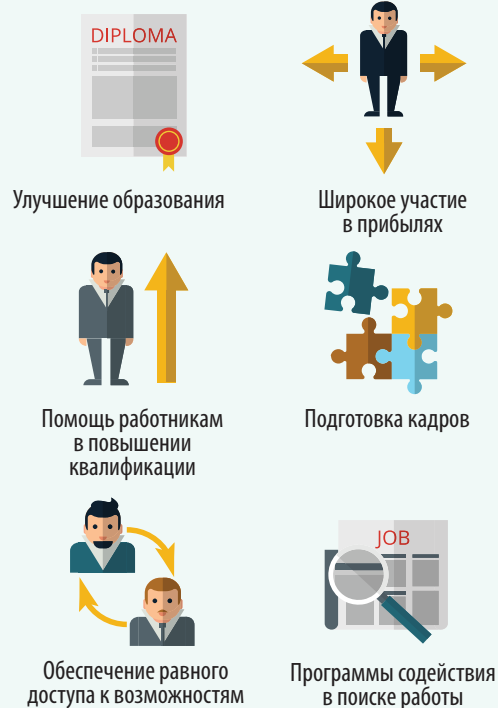 DIPLOMA
Улучшение образования
Широкое участие
в прибылях
Помощь работникам
в повышении
квалификации
Подготовка кадров
JOB
Обеспечение равного
доступа к возможностям
Программы содействия
в поиске работы